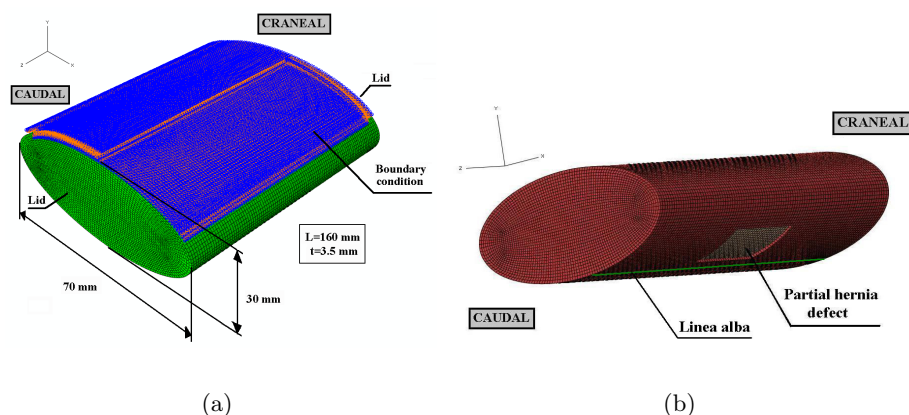 Y
Z
X
CRANEAL
Lid
CAUDAL
Boundary
condition
Lid
L=160 mm
t=3.5 mm
70 mm
30 mm
(a)
Y
Z
X
CRANEAL
Partial hernia
defect
CAUDAL
Linea alba
(b)